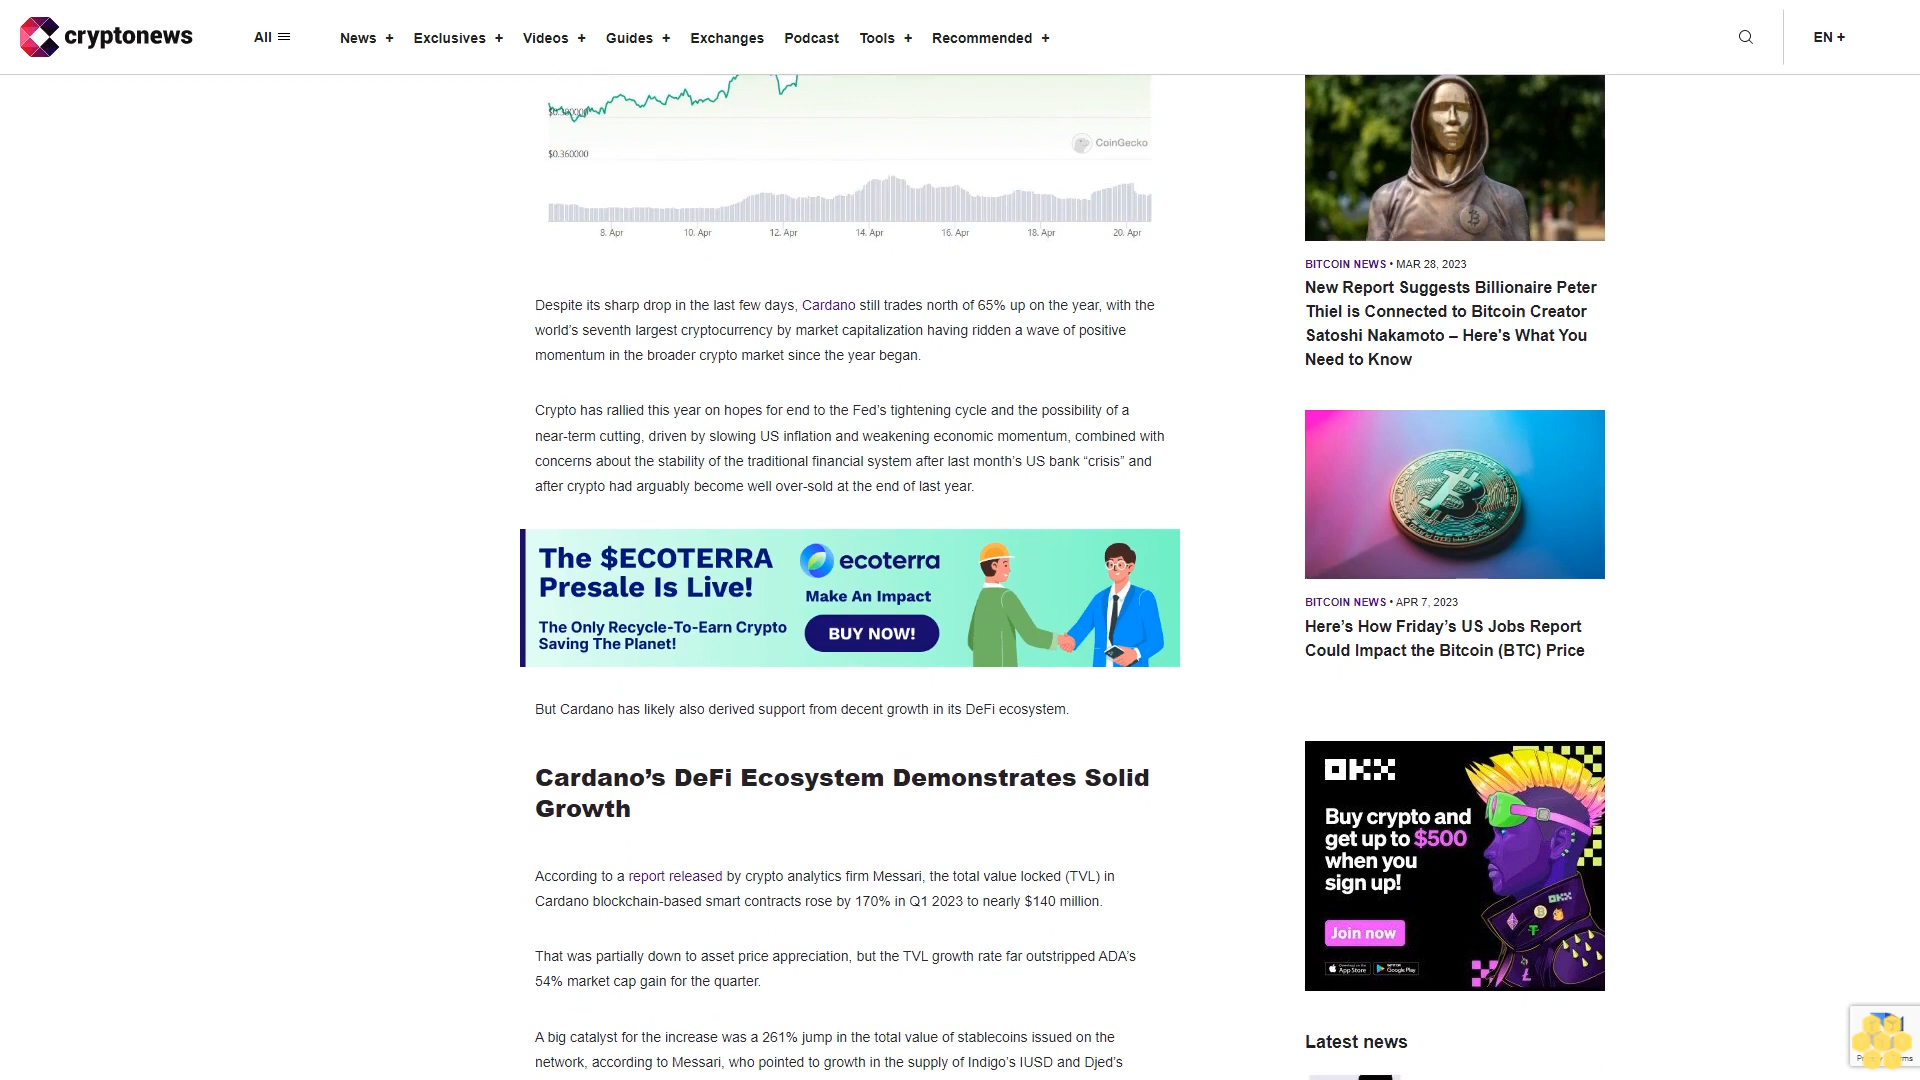 cryptonews
All
News +
Exclusives +
Videos +
Guides +
Exchanges
Podcast
Tools +
Recommended +
EN +
$0.360000
CoinGecko
8. Apr
10. Apr
12. Apr
14. Apr
16. Apr
18. Apr
20. Apr
Despite its sharp drop in the last few days, Cardano still trades north of 65% up on the year, with the
world’s seventh largest cryptocurrency by market capitalization having ridden a wave of positive
momentum in the broader crypto market since the year began.
Crypto has rallied this year on hopes for end to the Fed’s tightening cycle and the possibility of a
near-term cutting, driven by slowing US inflation and weakening economic momentum, combined with
concerns about the stability of the traditional financial system after last month’s US bank “crisis” and
after crypto had arguably become well over-sold at the end of last year.
The $ECOTERRA
Presale Is Live!
The Only Recycle-To-Earn Crypto
Saving The Planet!
ecoterra
Make An Impact
BUY NOW!
But Cardano has likely also derived support from decent growth in its DeFi ecosystem.
Cardano’s DeFi Ecosystem Demonstrates Solid
Growth
According to a report released by crypto analytics firm Messari, the total value locked (TVL) in
Cardano blockchain-based smart contracts rose by 170% in Q1 2023 to nearly $140 million.
That was partially down to asset price appreciation, but the TVL growth rate far outstripped ADA’s
54% market cap gain for the quarter.
A big catalyst for the increase was a 261% jump in the total value of stablecoins issued on the
network, according to Messari, who pointed to growth in the supply of Indigo’s IUSD and Djed’s
BITCOIN NEWS • MAR 28, 2023
New Report Suggests Billionaire Peter
Thiel is Connected to Bitcoin Creator
Satoshi Nakamoto – Here's What You
Need to Know
BITCOIN NEWS • APR 7, 2023
Here’s How Friday’s US Jobs Report
Could Impact the Bitcoin (BTC) Price
OKX
Buy crypto and
get up to $500
when you
sign up!
Join now
App Store
Google Play
OKX
Latest news